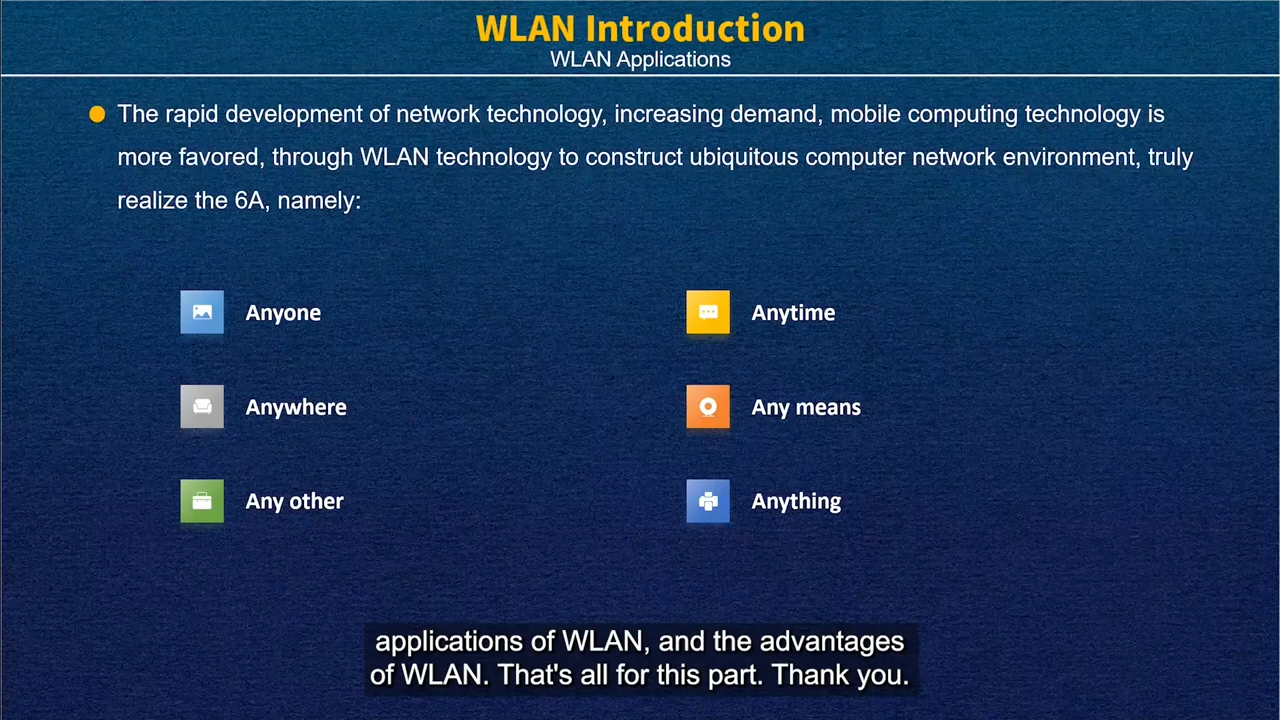 WLAN Introduction
WLAN Applications
The rapid development of network technology, increasing demand, mobile computing technology is
more favored, through WLAN technology to construct ubiquitous computer network environment, truly
realize the 6A, namely:
Anyone
Anytime
Anywhere
Any means
Any other
Anything
applications of WLAN, and the advantages
of WLAN. That's all for this part. Thank you.